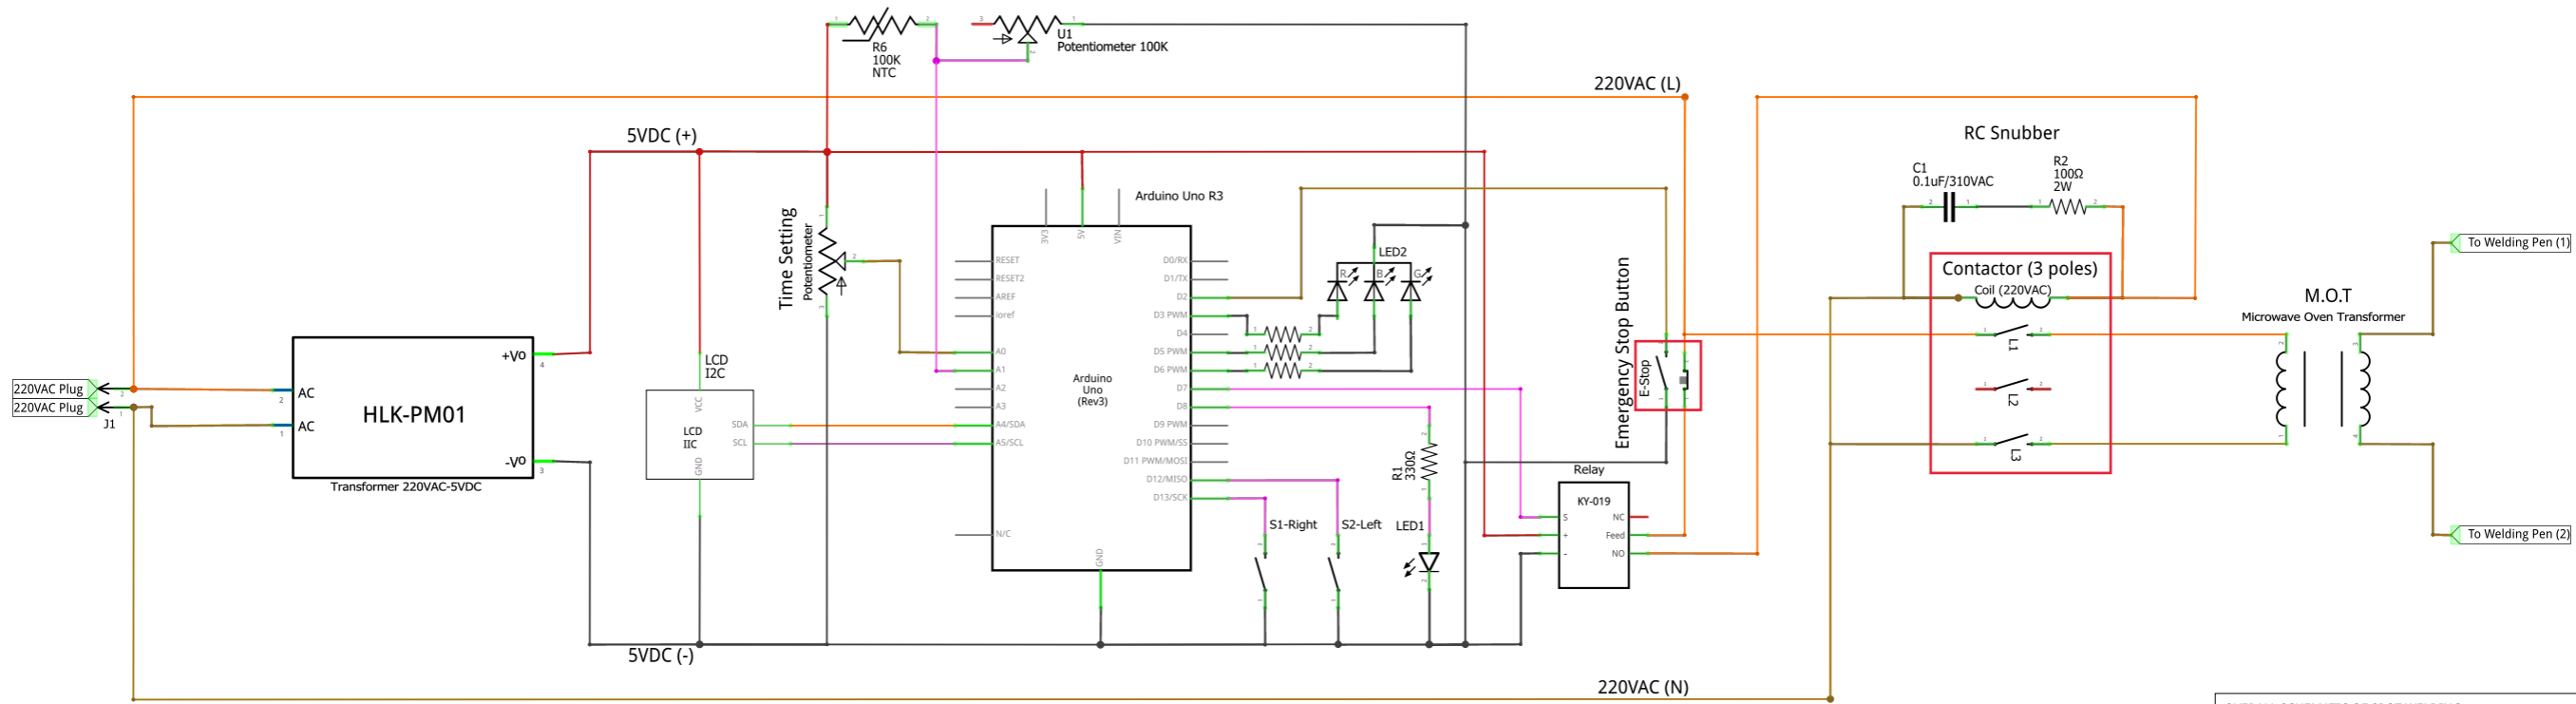 R6
100K
NTC
U1
Potentiometer 100K
220VAC (L)
5VDC (+)
RC Snubber
C1
0.1uF/310VAC
R2
100Ω
2W
Arduino Uno R3
Time Setting
Potentiometer
3V3
5V
VIN
RESET
RESET2
AREF
ioref
A0
A1
A2
A3
A4/SDA
A5/SCL
N/C
Arduino
Uno
(Rev3)
D0/RX
D1/TX
D2
D3 PWM
D4
D5 PWM
D6 PWM
D7
D8
D9 PWM
D10 PWM/SS
D11 PWM/MOSI
D12/MISO
D13/SCK
GND
LED2
R
B
G
Emergency Stop Button
E-Stop
Contactor (3 poles)
Coil (220VAC)
L1
L2
L3
M.O.T
Microwave Oven Transformer
To Welding Pen (1)
To Welding Pen (2)
220VAC Plug
220VAC Plug
J1
2
1
AC
AC
HLK-PM01
+Vo
-Vo
4
3
Transformer 220VAC-5VDC
LCD
I2C
VCC
LCD
IIC
SDA
SCL
GND
R1
330Ω
S1-Right
S2-Left
LED1
Relay
KY-019
S
+
-
NC
Feed
NO
5VDC (-)
220VAC (N)